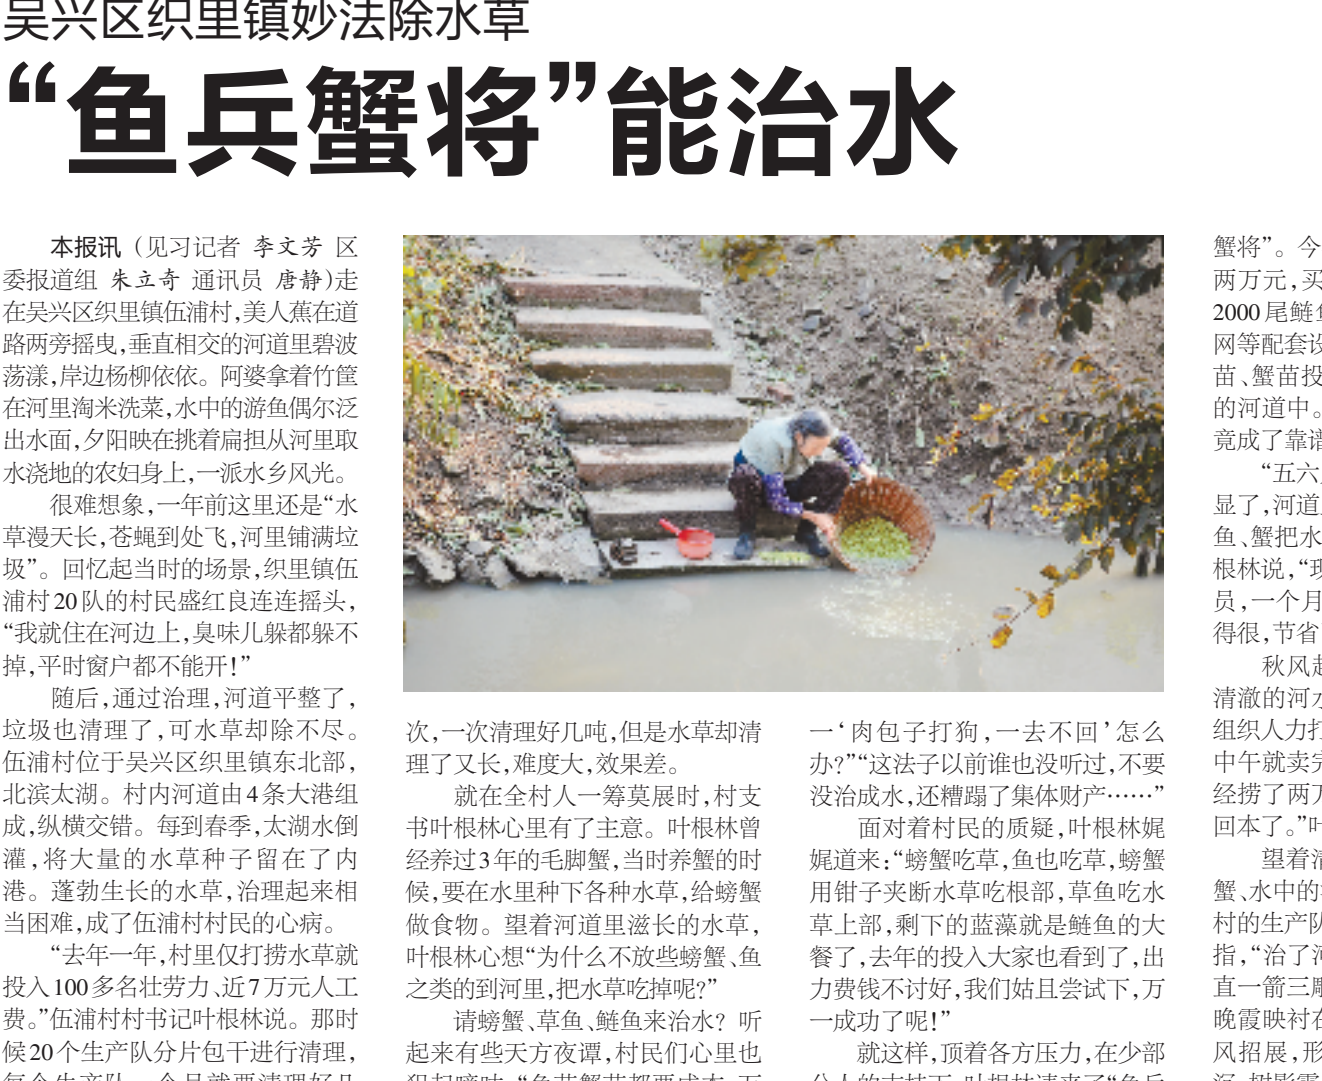 吴兴区织里镇妙法除水草
“鱼兵蟹将”能治水
本报讯（见习记者 李文芳 区
委报道组 朱立奇 通讯员 唐静)走
在吴兴区织里镇伍浦村,美人蕉在道
路两旁摇曳,垂直相交的河道里碧波
荡漾,岸边杨柳依依。阿婆拿着竹筐
在河里淘米洗菜,水中的游鱼偶尔泛
出水面,夕阳映在挑着扁担从河里取
水浇地的农妇身上,一派水乡风光。
很难想象,一年前这里还是“水
草漫天长,苍蝇到处飞,河里铺满垃
圾”。回忆起当时的场景,织里镇伍
浦村20队的村民盛红良连连摇头,
“我就住在河边上,臭味儿躲都躲不
掉,平时窗户都不能开!”
随后,通过治理,河道平整了,
垃圾也清理了,可水草却除不尽。
伍浦村位于吴兴区织里镇东北部,
北滨太湖。村内河道由4条大港组
成,纵横交错。每到春季,太湖水倒
灌,将大量的水草种子留在了内
港。蓬勃生长的水草,治理起来相
当困难,成了伍浦村村民的心病。
“去年一年,村里仅打捞水草就
投入100多名壮劳力、近7万元人工
费。”伍浦村村书记叶根林说。那时
候20个生产队分片包干进行清理,
每个生产队一个月就要清理好几
次,一次清理好几吨,但是水草却清
理了又长,难度大,效果差。
就在全村人一筹莫展时,村支
书叶根林心里有了主意。叶根林曾
经养过3年的毛脚蟹,当时养蟹的时
候,要在水里种下各种水草,给螃蟹
做食物。望着河道里滋长的水草,
叶根林心想“为什么不放些螃蟹、鱼
之类的到河里,把水草吃掉呢?”
请螃蟹、草鱼、鲢鱼来治水？听
起来有些天方夜谭,村民们心里也
一‘肉包子打狗,一去不回’怎么
办?”“这法子以前谁也没听过,不要
没治成水,还糟蹋了集体财产……”
面对着村民的质疑,叶根林娓
娓道来:“螃蟹吃草,鱼也吃草,螃蟹
用钳子夹断水草吃根部,草鱼吃水
草上部,剩下的蓝藻就是鲢鱼的大
餐了,去年的投入大家也看到了,出
力费钱不讨好,我们姑且尝试下,万
一成功了呢!”
就这样,顶着各方压力,在少部
分人的支持下,叶根林请来了“鱼兵
蟹将”。今
两万元,买
2000尾鲢鱼
网等配套设
苗、蟹苗投
的河道中。
竟成了靠谱
“五六
显了,河道
鱼、蟹把水
根林说,“现
员,一个月
得很,节省
秋风起
清澈的河水
组织人力打
中午就卖完
经捞了两万
回本了。”叶
望着清
蟹、水中的
村的生产队
指,“治了河
直一箭三雕
晚霞映衬在
风招展,形